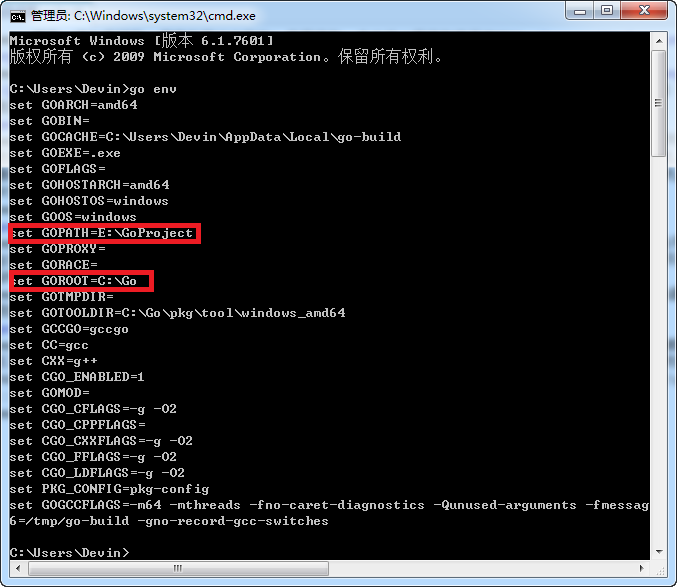 管理员: C:\Windows\system32\cmd.exe
Microsoft Windows [版本 6.1.7601]
版权所有 (c) 2009 Microsoft Corporation。保留所有权利。
C:\Users\Devin>go env
set GOARCH=amd64
set GOBIN=
set GOCACHE=C:\Users\Devin\AppData\Local\go-build
set GOEXE=.exe
set GOFLAGS=
set GOHOSTARCH=amd64
set GOHOSTOS=windows
set GOOS=windows
set GOPATH=E:\GoProject
set GOPROXY=
set GORACE=
set GOROOT=C:\Go
set GOTMPDIR=
set GOTOOLDIR=C:\Go\pkg\tool\windows_amd64
set GCCGO=gccgo
set CC=gcc
set CXX=g++
set CGO_ENABLED=1
set GOMOD=
set CGO_CFLAGS=-g -O2
set CGO_CPPFLAGS=
set CGO_CXXFLAGS=-g -O2
set CGO_FFLAGS=-g -O2
set CGO_LDFLAGS=-g -O2
set PKG_CONFIG=pkg-config
set GOGCCFLAGS=-m64 -mthreads -fno-caret-diagnostics -Qunused-arguments -fmessag
6=/tmp/go-build -gno-record-gcc-switches
C:\Users\Devin>